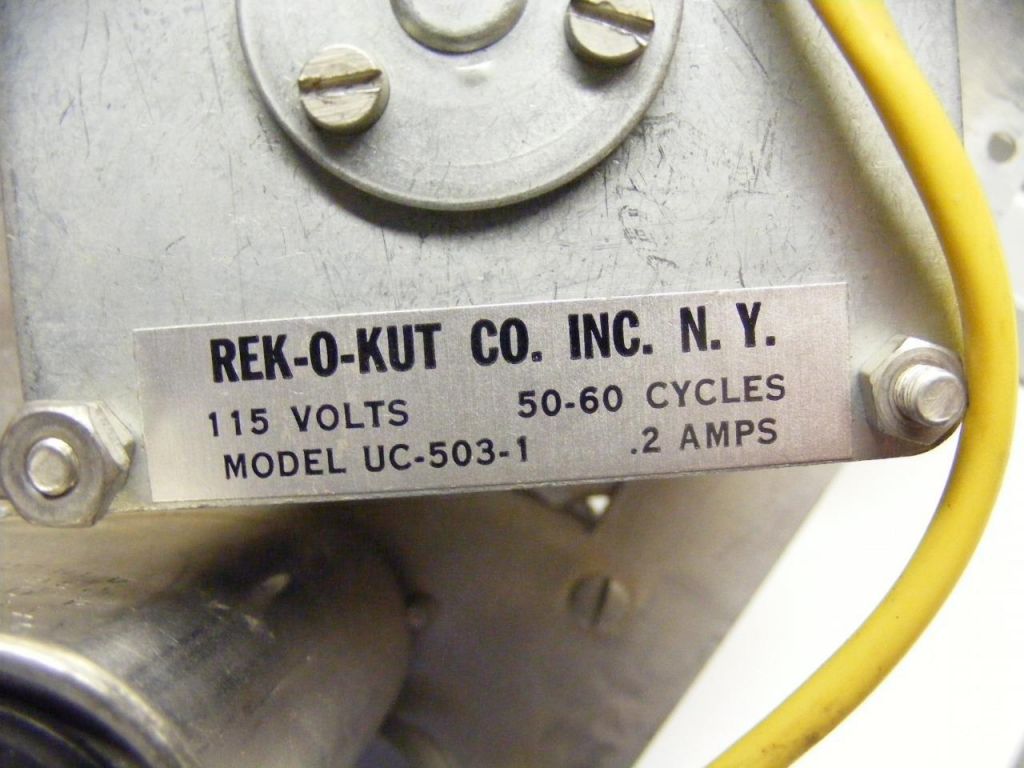 REK-O-KUT CO. INC. N. Y.
115 VOLTS 50-60 CYCLES
MODEL UC-503-1 .2 AMPS